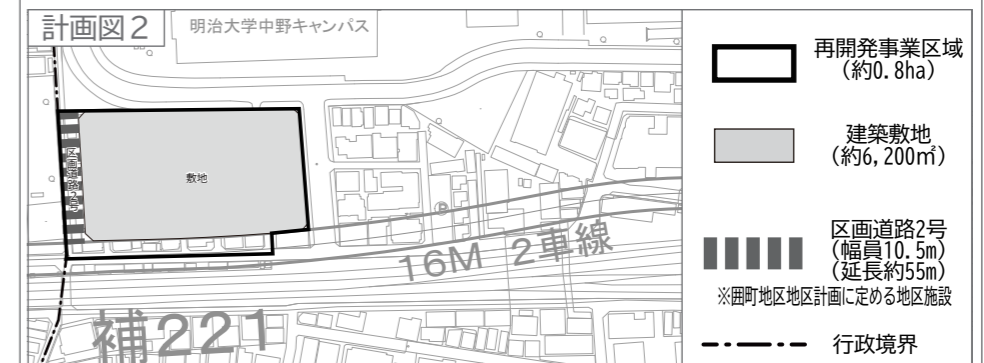 計画図2
明治大学中野キャンパス
区画道路2号
敷地
16M 2車線
補221
再開発事業区域
(約0.8ha)
建築敷地
(約6,200㎡)
区画道路2号
(幅員10.5m)
(延長約55m)
※囲町地区地区計画に定める地区施設
行政境界